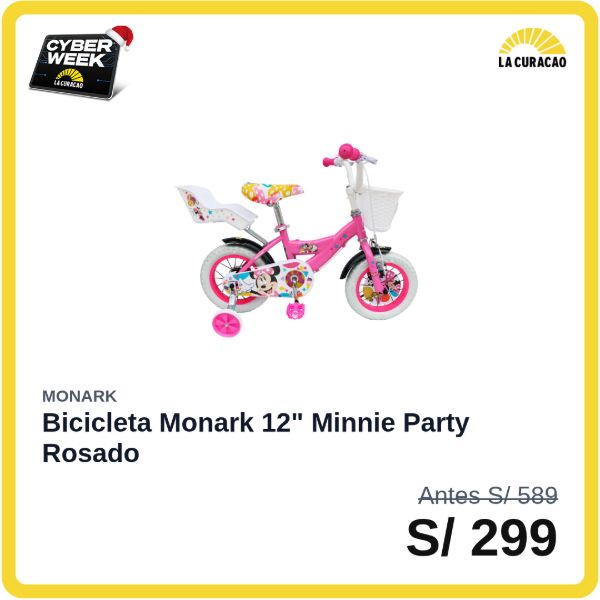 CYBER
WEEK
LA CURACAO
LA CURACAO
MONARK
Bicicleta Monark 12" Minnie Party
Rosado
Antes S/ 589
S/ 299